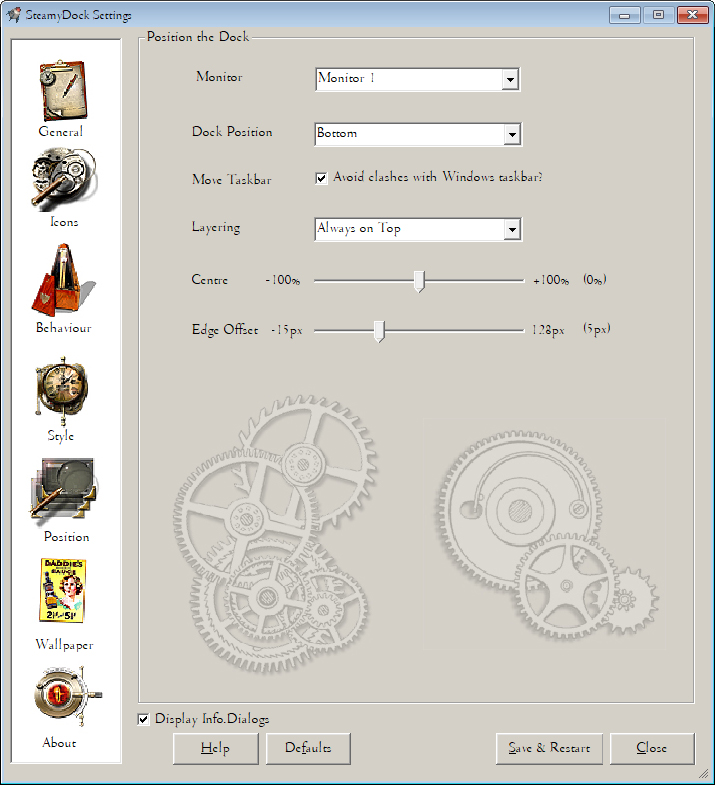 SteamyDock Settings
General
Icons
Behaviour
Style
Position
DADDIE'S
SAUCE
Wallpaper
About
Position the Dock
Monitor Monitor 1
Dock Position Bottom
Move Taskbar Avoid clashes with Windows taskbar?
Layering Always on Top
Centre -100% +100% (0%)
Edge Offset -15px 128px (5px)
Display Info.Dialogs
Help Defaults Save & Restart Close